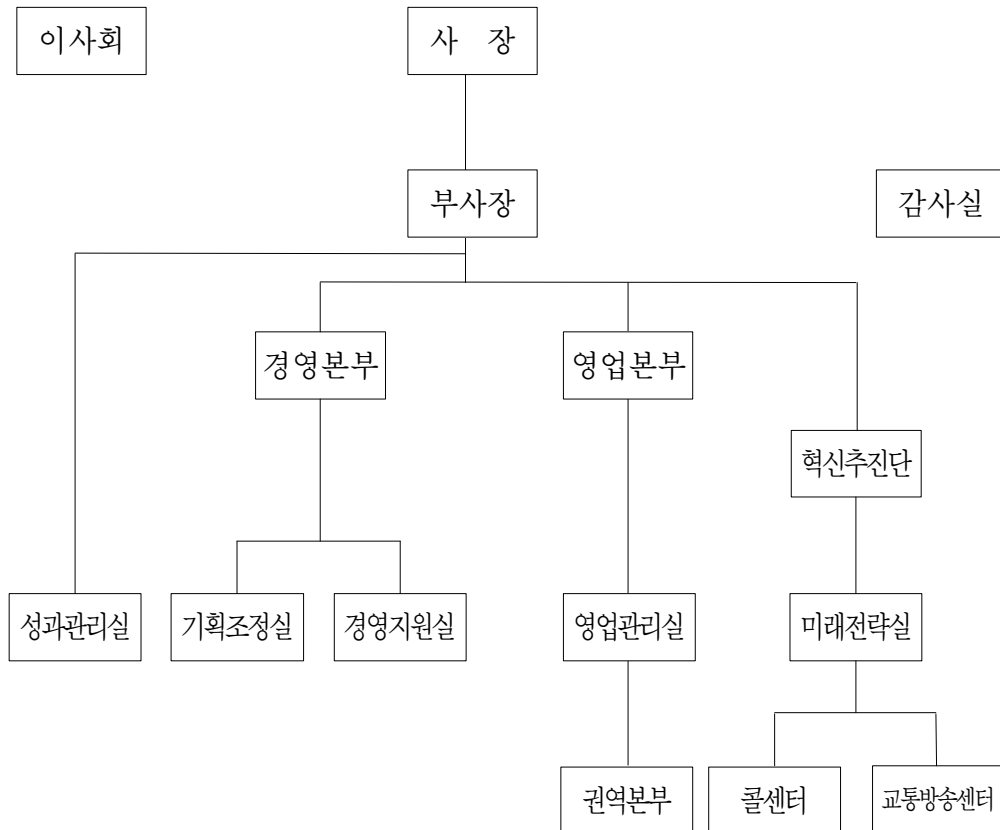 이사회
사 장
부사장
감사실
경영본부
영업본부
혁신추진단
성과관리실
기획조정실
경영지원실
영업관리실
미래전략실
권역본부
콜센터
교통방송센터